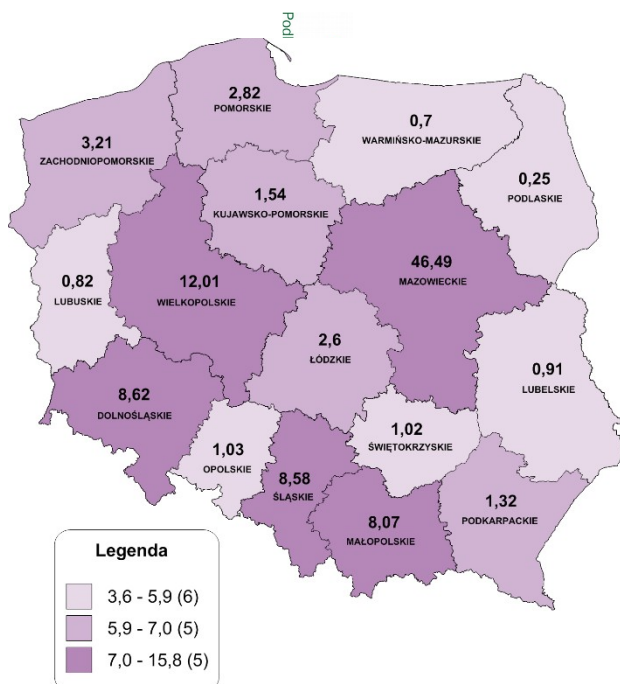 Podl
2,82
POMORSKIE
3,21
ZACHODNIOPOMORSKIE
0,7
WARMIŃSKO-MAZURSKIE
0,25
PODLASKIE
1,54
KUJAWSKO-POMORSKIE
46,49
MAZOWIECKIE
0,82
LUBUSKIE
12,01
WIELKOPOLSKIE
2,6
ŁÓDZKIE
0,91
LUBELSKIE
8,62
DOLNOŚLĄSKIE
1,03
OPOLSKIE
8,58
ŚLĄSKIE
1,02
ŚWIĘTOKRZYSKIE
8,07
MAŁOPOLSKIE
1,32
PODKARPACKIE
Legenda
3,6 - 5,9 (6)
5,9 - 7,0 (5)
7,0 - 15,8 (5)